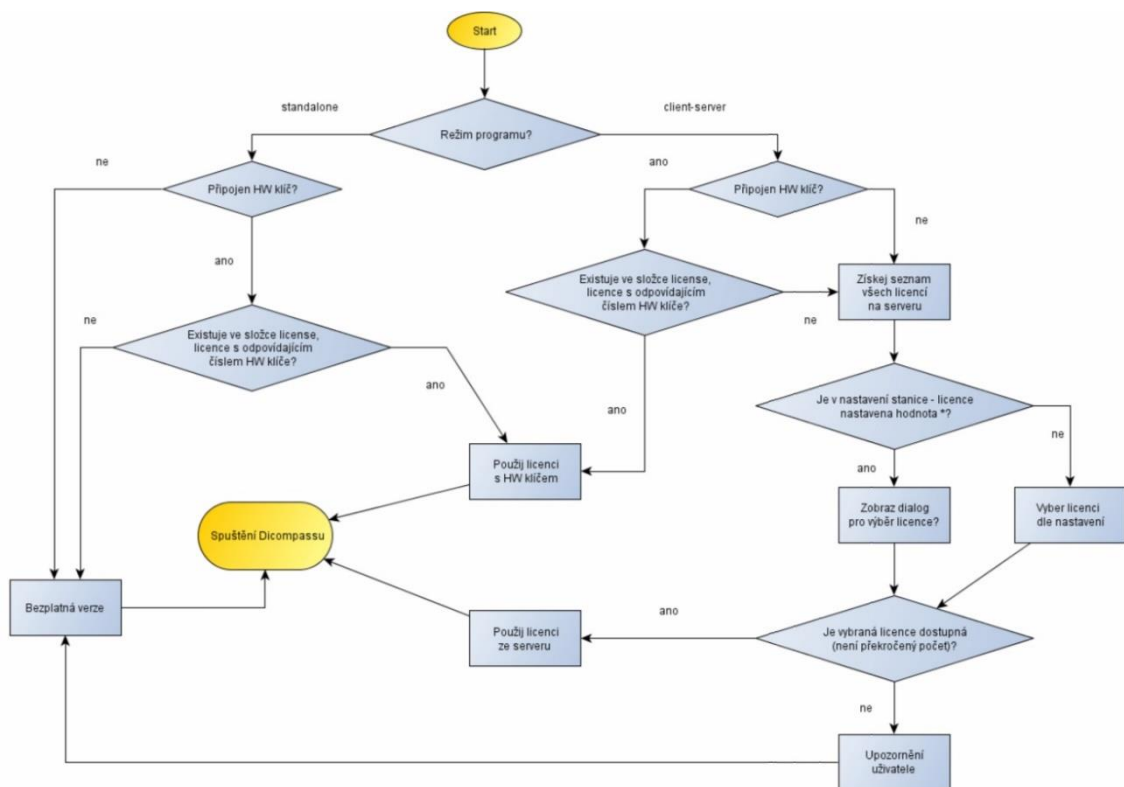 Start
standalone
client-server
Režim programu?
ne
ano
Připojen HW klíč?
Připojen HW klíč?
ne
ano
Existuje ve složce license,
licence s odpovídajícím
číslem HW klíče?
Získej seznam
všech licencí
na serveru
ne
ne
Existuje ve složce license,
licence s odpovídajícím
číslem HW klíče?
ano
ano
Je v nastavení stanice - licence
nastavena hodnota *?
ne
ano
Použij licenci
s HW klíčem
Zobraz dialog
pro výběr licence?
Vyber licenci
dle nastavení
Spuštění Dicompassu
Bezplatná verze
ano
Použij licenci
ze serveru
Je vybraná licence dostupná
(není překročený počet)?
ne
Upozornění
uživatele